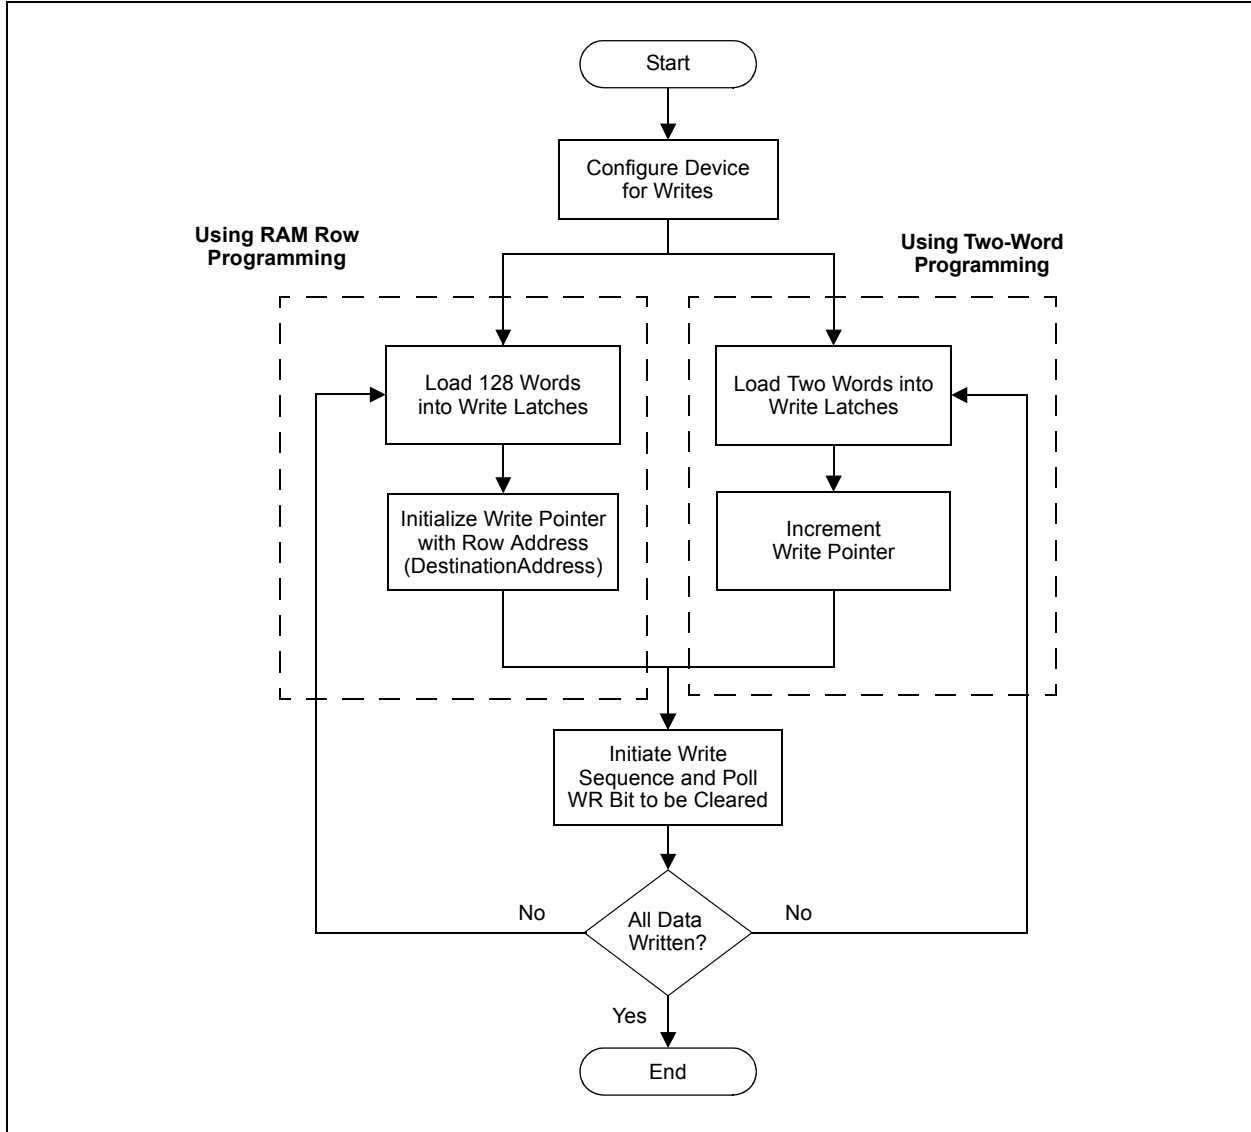 Start
Configure Device
for Writes
Using RAM Row
Programming
Using Two-Word
Programming
Load 128 Words
into Write Latches
Load Two Words into
Write Latches
Initialize Write Pointer
with Row Address
(DestinationAddress)
Increment
Write Pointer
Initiate Write
Sequence and Poll
WR Bit to be Cleared
No
All Data
Written?
No
Yes
End